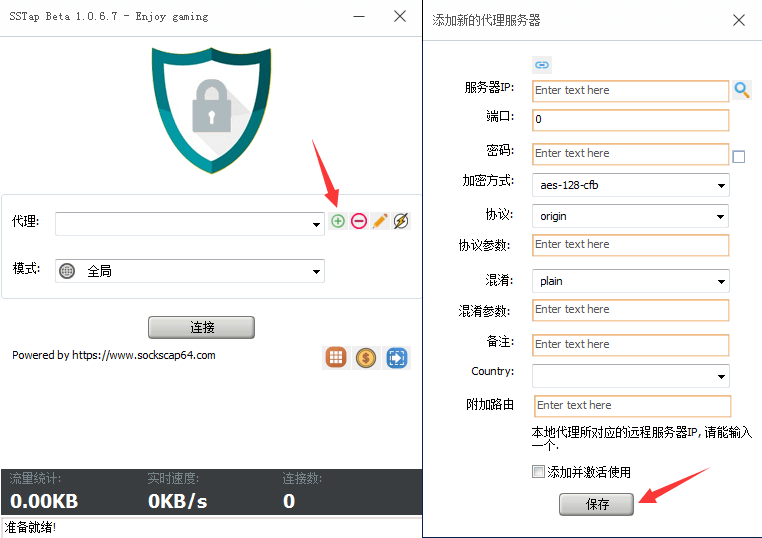 SSTap Beta 1.0.6.7 - Enjoy gaming
代理:
模式: 全局
连接
Powered by https://www.sockscap64.com
流量统计: 实时速度: 连接数:
0.00KB 0KB/s 0
准备就绪!
添加新的代理服务器
服务器IP: Enter text here
端口: 0
密码: Enter text here
加密方式: aes-128-cfb
协议: origin
协议参数: Enter text here
混淆: plain
混淆参数: Enter text here
备注: Enter text here
Country:
附加路由 Enter text here
本地代理所对应的远程服务器IP, 请能输入
一个.
添加并激活使用
保存